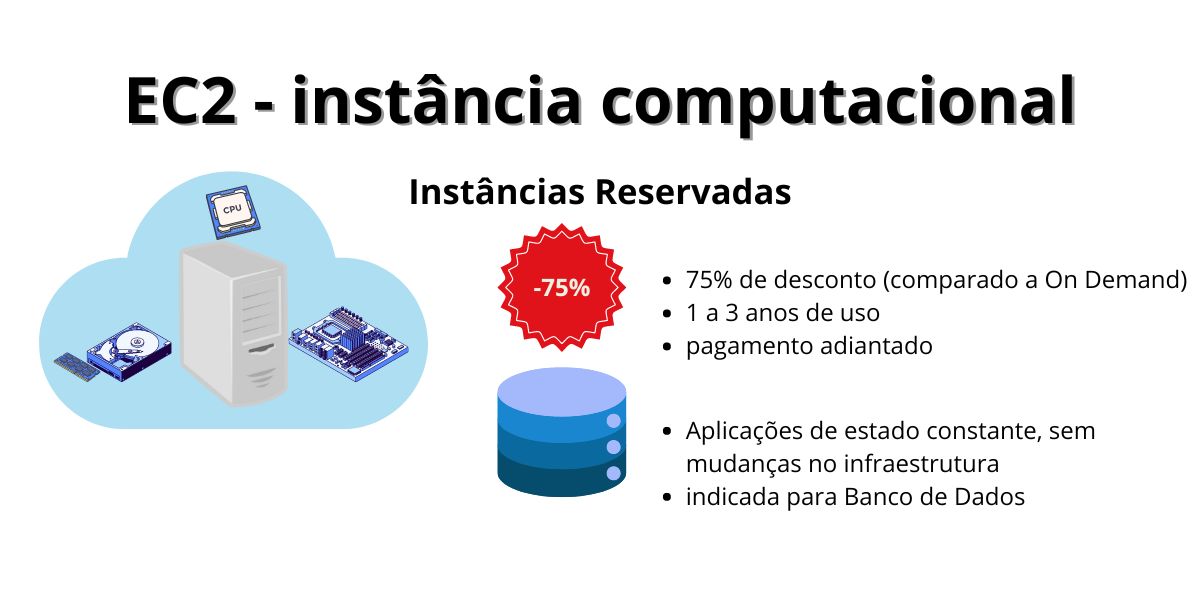 EC2 - instância computacional
Instâncias Reservadas
CPU
-75%
• 75% de desconto (comparado a On Demand)
• 1 a 3 anos de uso
• pagamento adiantado
• Aplicações de estado constante, sem
mudanças no infraestrutura
• indicada para Banco de Dados